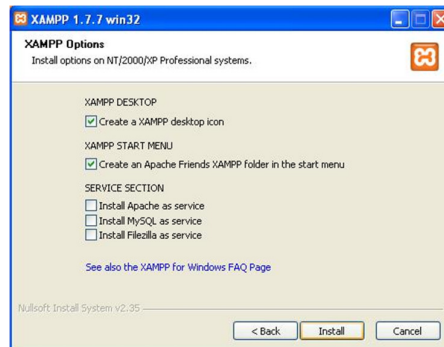 XAMPP 1.7.7 win32
XAMPP Options
Install options on NT/2000/XP Professional systems.
XAMPP DESKTOP
Create a XAMPP desktop icon
XAMPP START MENU
Create an Apache Friends XAMPP folder in the start menu
SERVICE SECTION
Install Apache as service
Install MySQL as service
Install Filezilla as service
See also the XAMPP for Windows FAQ Page
Nullsoft Install System v2.35
< Back Install Cancel